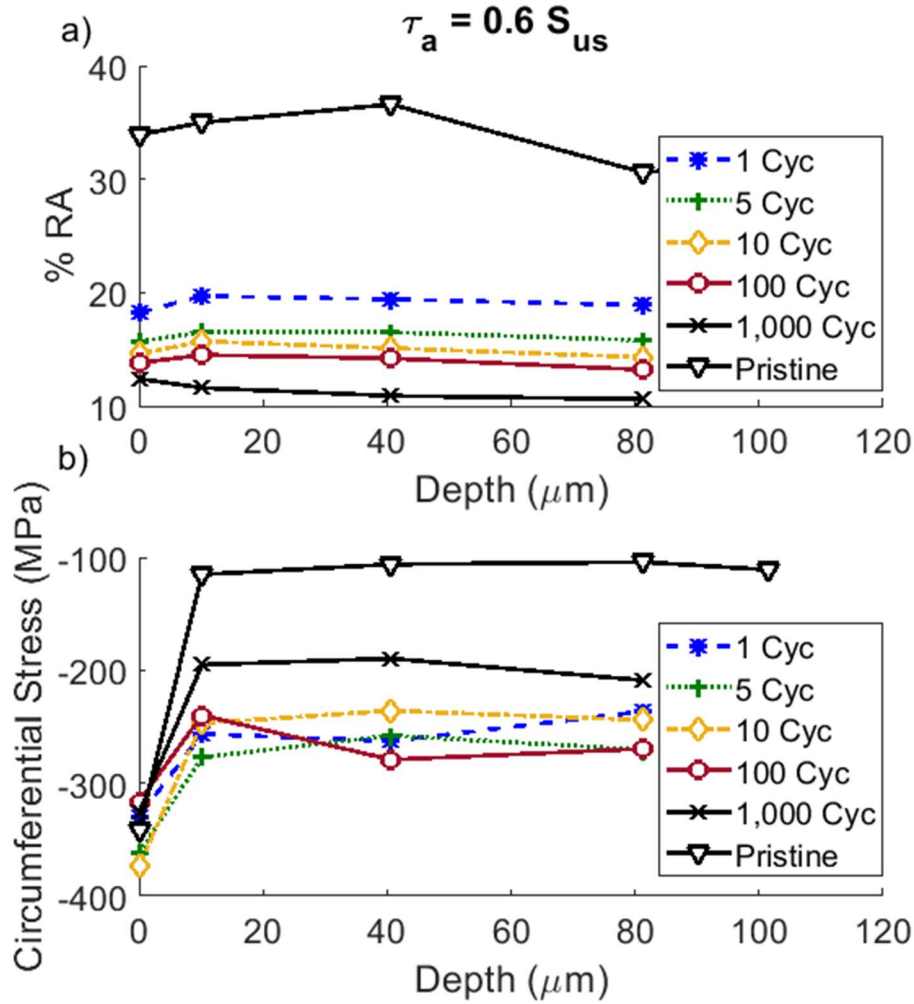 τa = 0.6 Sus
a)
40
30
20
10
% RA
0 20 40 60 80 100 120
Depth (μm)
1 Cyc
5 Cyc
10 Cyc
100 Cyc
1,000 Cyc
Pristine
b)
-100
-200
-300
-400
Circumferential Stress (MPa)
0 20 40 60 80 100 120
Depth (μm)
1 Cyc
5 Cyc
10 Cyc
100 Cyc
1,000 Cyc
Pristine